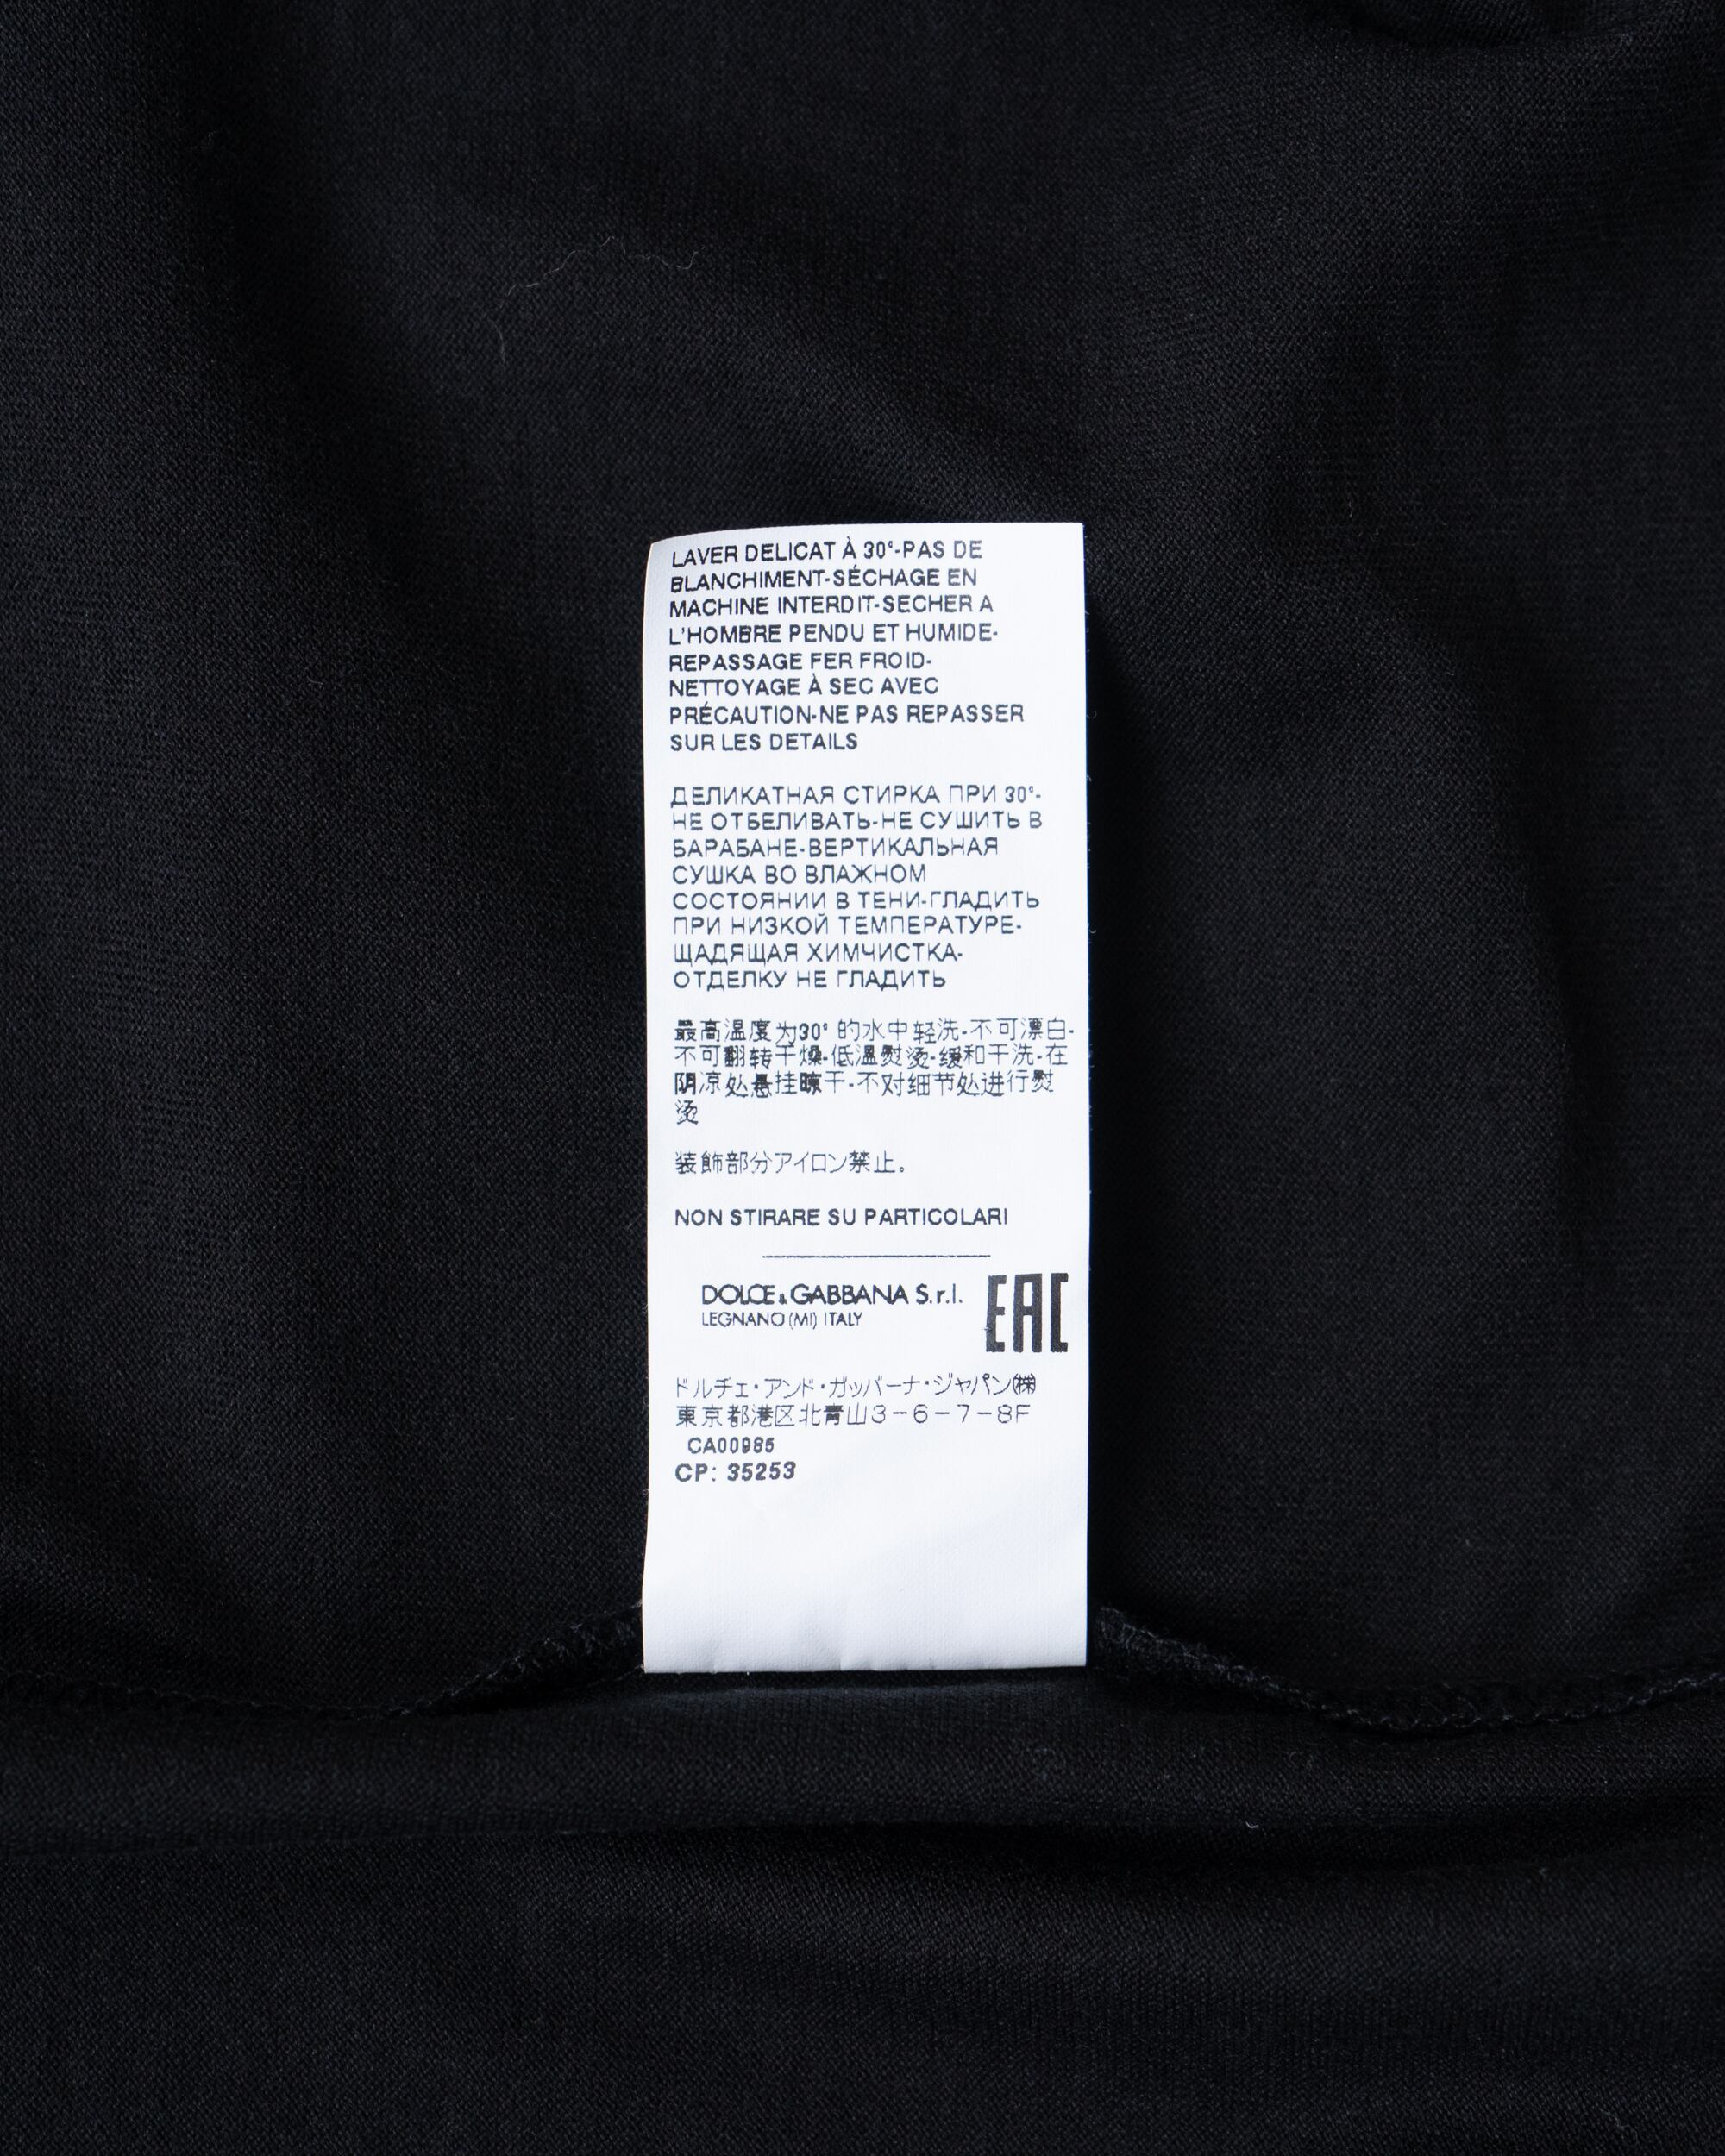 LAVER DELICAT À 30°-PAS DE
BLANCHIMENT-SÉCHAGE EN
MACHINE INTERDIT-SECHER A
L'HOMBRE PENDU ET HUMIDE-
REPASSAGE FER FROID-
NETTOYAGE À SEC AVEC
PRÉCAUTION-NE PAS REPASSER
SUR LES DETAILS
ДЕЛИКАТНАЯ СТИРКА ПРИ 30°-
НЕ ОТБЕЛИВАТЬ-НЕ СУШИТЬ В
БАРАБАНЕ-ВЕРТИКАЛЬНАЯ
СУШКА ВО ВЛАЖНОМ
СОСТОЯНИИ В ТЕНИ-ГЛАДИТЬ
ПРИ НИЗКОЙ ТЕМПЕРАТУРЕ-
ЩАДЯЩАЯ ХИМЧИСТКА-
ОТДЕЛКУ НЕ ГЛАДИТЬ
最高温度为30° 的水中轻洗-不可漂白-
不可翻转干燥-低温熨烫-缓和干洗-在
阴凉处悬挂晾干-不对细节处进行熨
烫
装飾部分アイロン禁止。
NON STIRARE SU PARTICOLARI
DOLCE & GABBANA S.r.l.
LEGNANO (MI) ITALY
EAC
ドルチェ・アンド・ガッバーナ・ジャパン㈱
東京都港区北青山3-6-7-8F
CA00985
CP: 35253